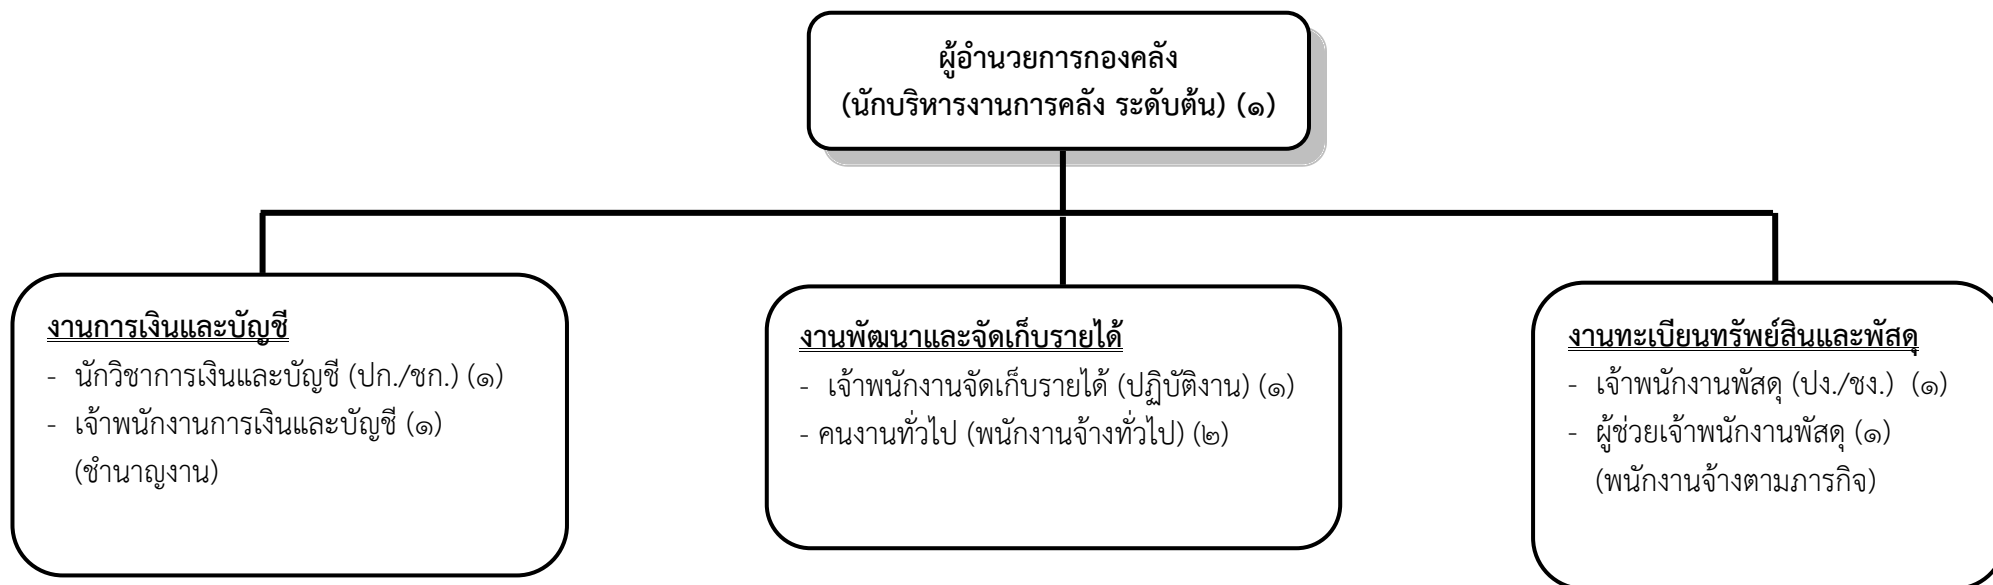 ผู้อำนวยการกองคลัง
(นักบริหารงานการคลัง ระดับต้น) (๑)
งานการเงินและบัญชี
- นักวิชาการเงินและบัญชี (ปก./ชก.) (๑)
- เจ้าพนักงานการเงินและบัญชี (๑)
(ชำนาญงาน)
งานพัฒนาและจัดเก็บรายได้
- เจ้าพนักงานจัดเก็บรายได้ (ปฏิบัติงาน) (๑)
- คนงานทั่วไป (พนักงานจ้างทั่วไป) (๒)
งานทะเบียนทรัพย์สินและพัสดุ
- เจ้าพนักงานพัสดุ (ปง./ชง.) (๑)
- ผู้ช่วยเจ้าพนักงานพัสดุ (๑)
(พนักงานจ้างตามภารกิจ)